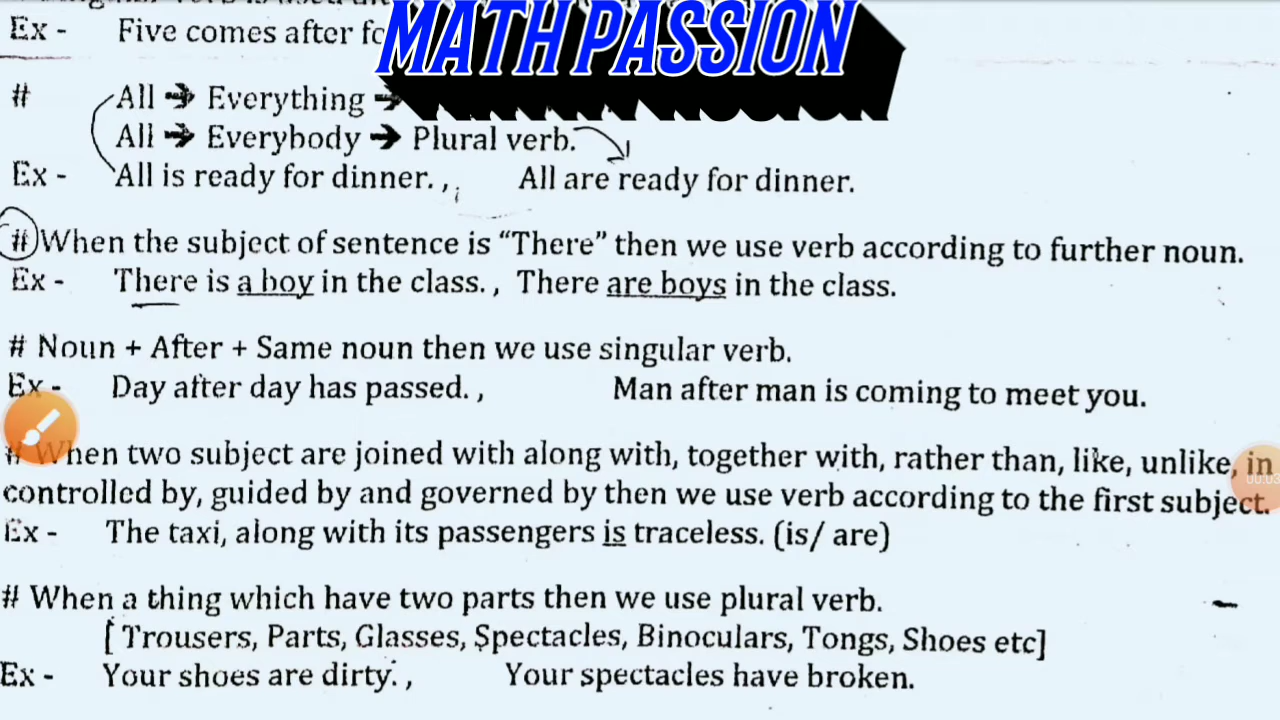 Ex - Five comes after
MATH PASSION
# All → Everything →
All → Everybody → Plural verb.
Ex - All is ready for dinner. , All are ready for dinner.
# When the subject of sentence is “There” then we use verb according to further noun.
Ex - There is a boy in the class. , There are boys in the class.
# Noun + After + Same noun then we use singular verb.
Ex - Day after day has passed. , Man after man is coming to meet you.
# When two subject are joined with along with, together with, rather than, like, unlike, in
controlled by, guided by and governed by then we use verb according to the first subject.
00:03
Ex - The taxi, along with its passengers is traceless. (is/ are)
# When a thing which have two parts then we use plural verb.
[ Trousers, Parts, Glasses, Spectacles, Binoculars, Tongs, Shoes etc]
Ex - Your shoes are dirty. , Your spectacles have broken.